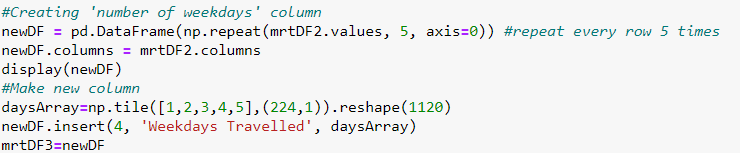 #Creating 'number of weekdays' column
newDF = pd.DataFrame(np.repeat(mrtDF2.values, 5, axis=0)) #repeat every row 5 times
newDF.columns = mrtDF2.columns
display(newDF)
#Make new column
daysArray=np.tile([1,2,3,4,5],(224,1)).reshape(1120)
newDF.insert(4, 'Weekdays Travelled', daysArray)
mrtDF3=newDF